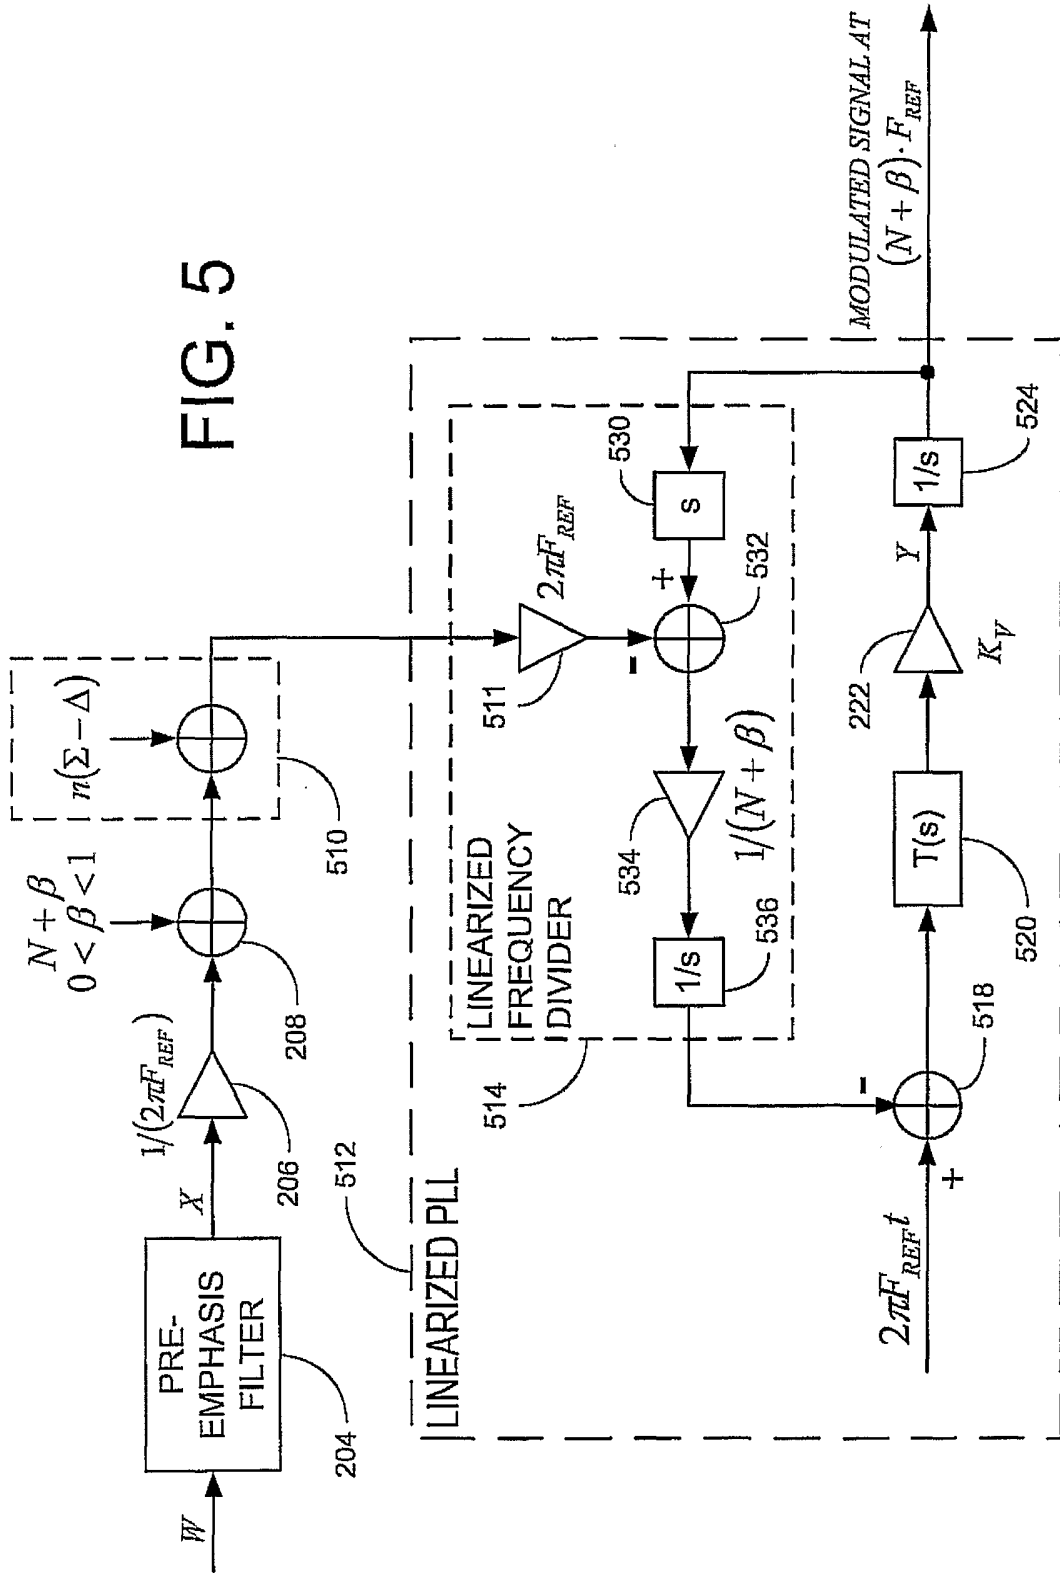 FIG. 5
W
PRE-
EMPHASIS
FILTER
204
X
1/(2πF_REF)
206
N + β
0 < β < 1
208
n(Σ−Δ)
510
LINEARIZED PLL
512
LINEARIZED
FREQUENCY
DIVIDER
514
511
2πF_REF
s
530
+
-
532
534
1/(N + β)
1/s
536
2πF_REF t
+
-
518
T(s)
520
222
K_V
Y
1/s
524
MODULATED SIGNAL AT
(N + β)·F_REF